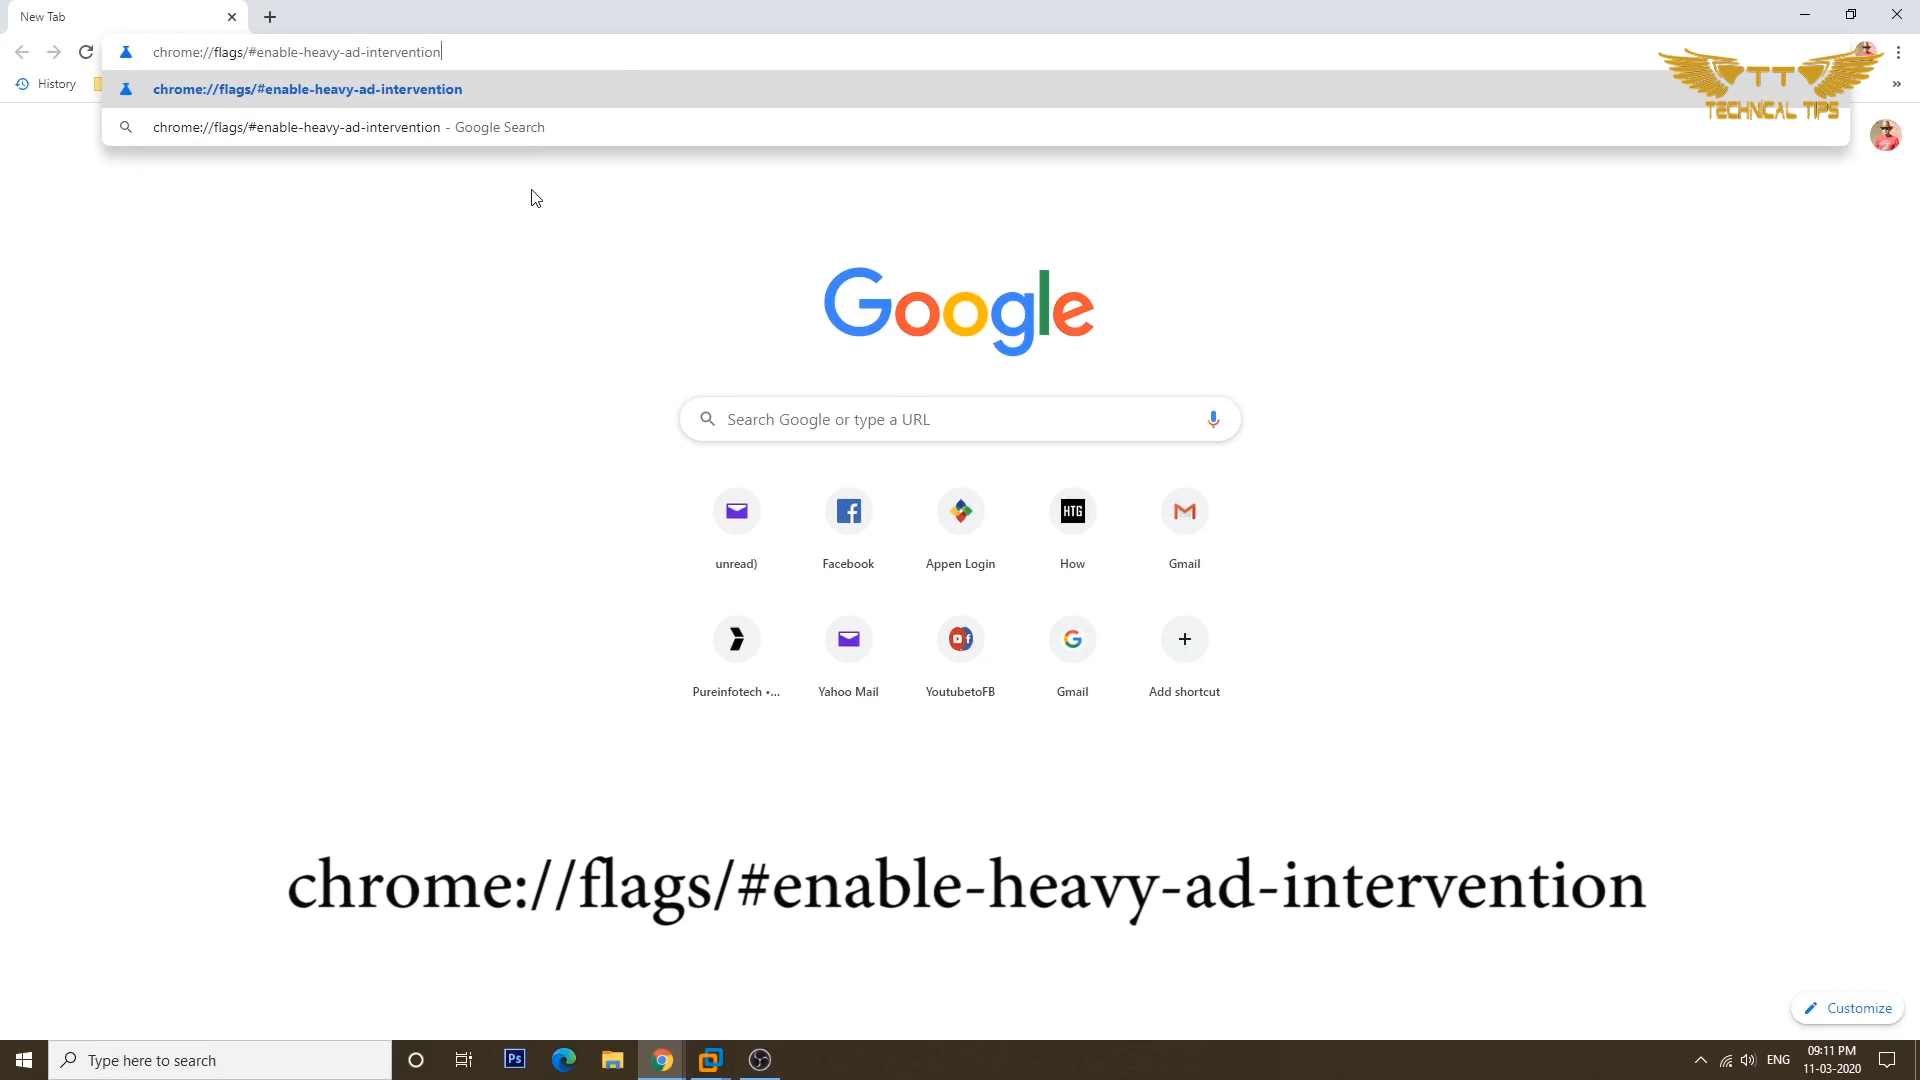 New Tab
chrome://flags/#enable-heavy-ad-intervention
History
chrome://flags/#enable-heavy-ad-intervention
chrome://flags/#enable-heavy-ad-intervention - Google Search
TT
TECHNICAL TIPS
Google
Search Google or type a URL
HTG
unread)
Facebook
Appen Login
How
Gmail
Pureinfotech •...
Yahoo Mail
YoutubetoFB
Gmail
Add shortcut
chrome://flags/#enable-heavy-ad-intervention
Customize
Type here to search
Ps
ENG
09:11 PM
11-03-2020